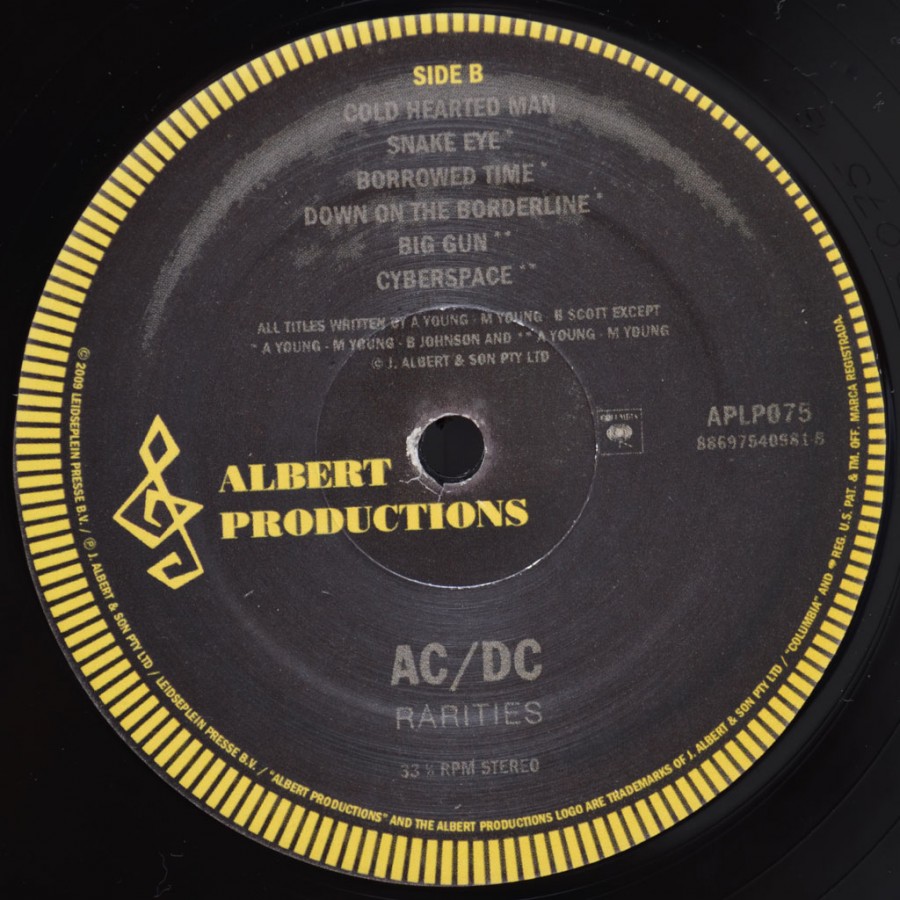 SIDE B
COLD HEARTED MAN
SNAKE EYE*
BORROWED TIME*
DOWN ON THE BORDERLINE*
BIG GUN**
CYBERSPACE**
ALL TITLES WRITTEN BY A YOUNG - M YOUNG - B SCOTT EXCEPT
* A YOUNG - M YOUNG - B JOHNSON AND ** A YOUNG - M YOUNG
© J. ALBERT & SON PTY LTD
COLUMBIA
APLP075
88697540981-B
ALBERT
PRODUCTIONS
AC/DC
RARITIES
33 ⅓ RPM STEREO
© 2009 LEIDSEPLEIN PRESSE B.V. / ℗ J. ALBERT & SON PTY LTD / LEIDSEPLEIN PRESSE B.V. / "ALBERT PRODUCTIONS" AND THE ALBERT PRODUCTIONS LOGO ARE TRADEMARKS OF J. ALBERT & SON PTY LTD / "COLUMBIA" AND REG. U.S. PAT. & TM. OFF. MARCA REGISTRADA.